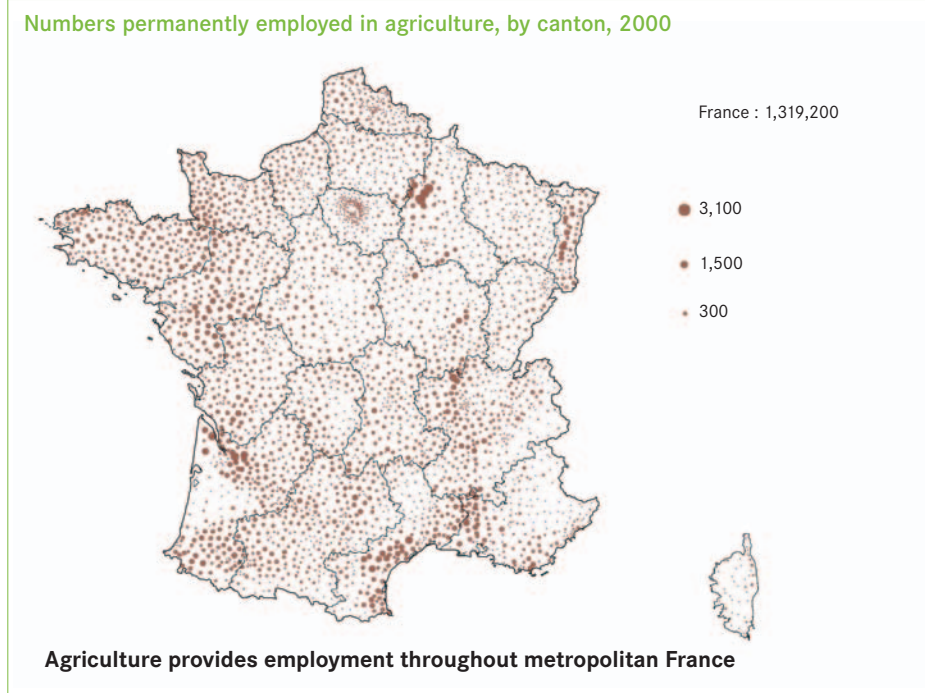 Numbers permanently employed in agriculture, by canton, 2000
France : 1,319,200
3,100
1,500
300
Agriculture provides employment throughout metropolitan France